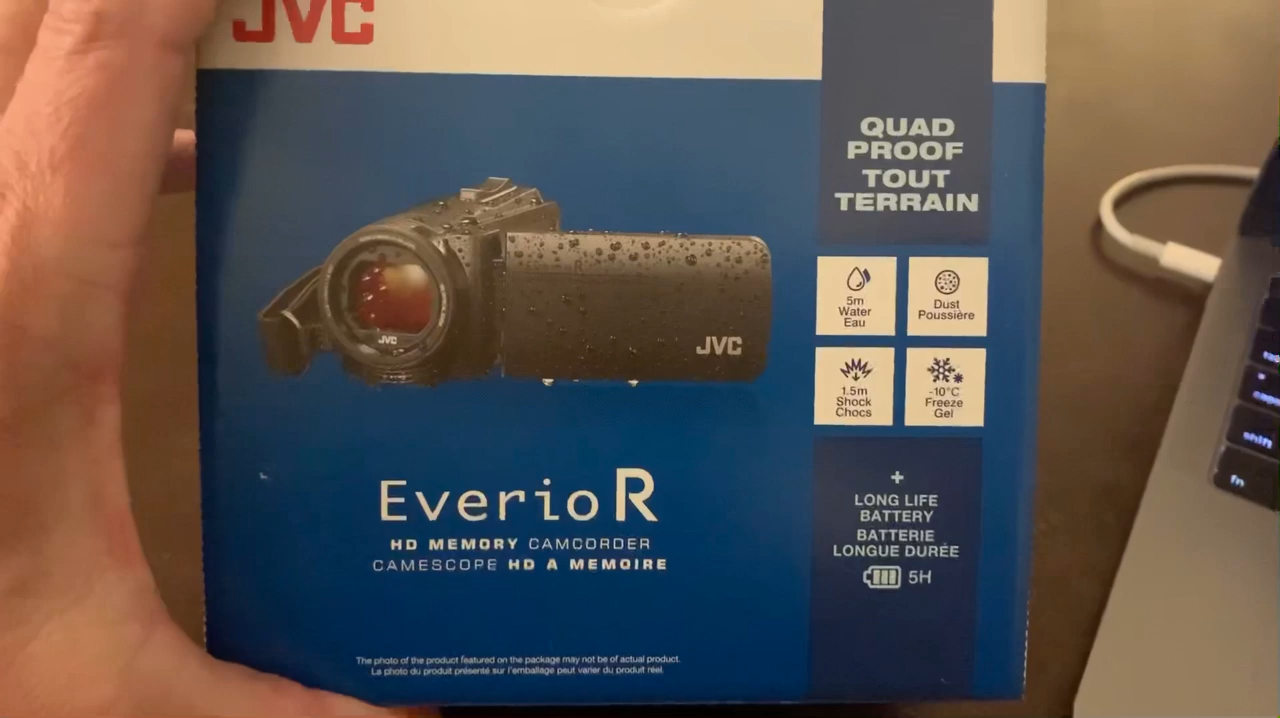 JVC
QUAD
PROOF
TOUT
TERRAIN
5m
Water
Eau
Dust
Poussière
1.5m
Shock
Chocs
-10°C
Freeze
Gel
JVC
JVC
Everio R
HD MEMORY CAMCORDER
CAMESCOPE HD A MEMOIRE
+
LONG LIFE
BATTERY
BATTERIE
LONGUE DURÉE
5H
The photo of the product featured on the package may not be of actual product.
La photo du produit présenté sur l'emballage peut varier du produit réel.
shift
fn